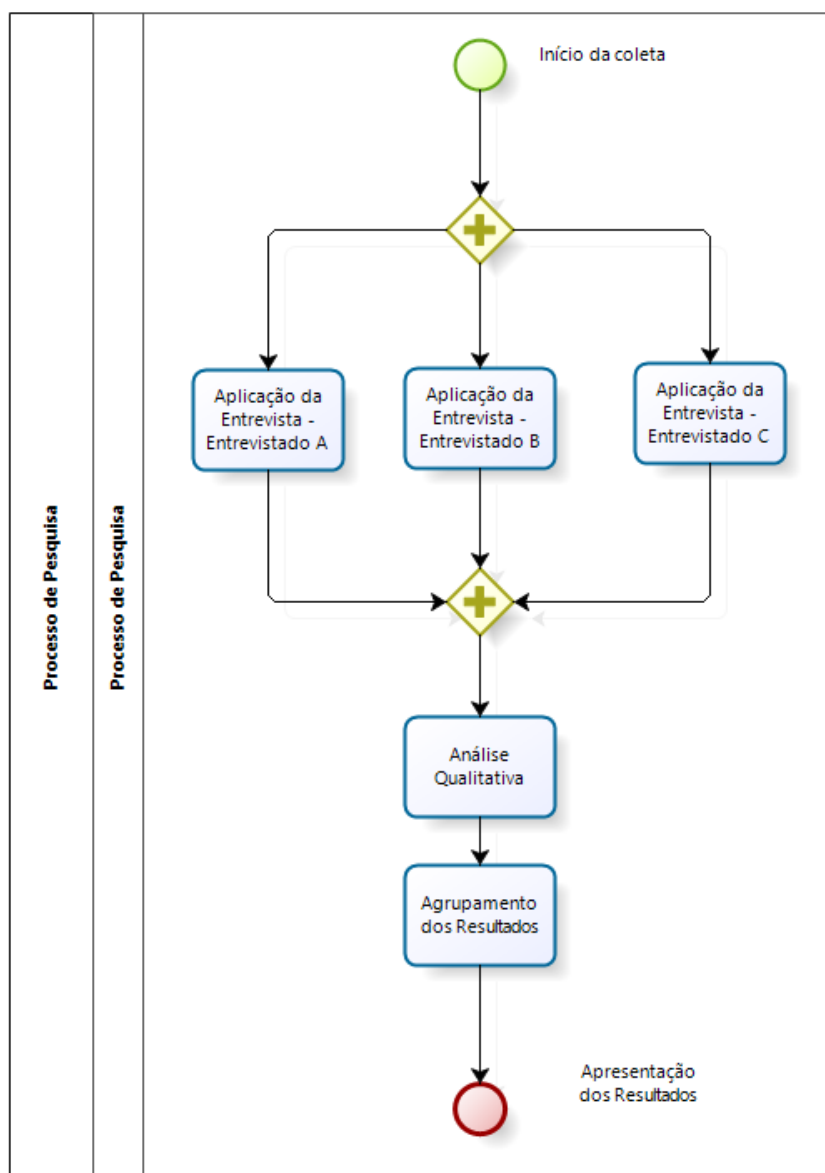 Início da coleta
Aplicação da
Entrevista -
Entrevistado A
Aplicação da
Entrevista -
Entrevistado B
Aplicação da
Entrevista -
Entrevistado C
Processo de Pesquisa
Processo de Pesquisa
Análise
Qualitativa
Agrupamento
dos Resultados
Apresentação
dos Resultados